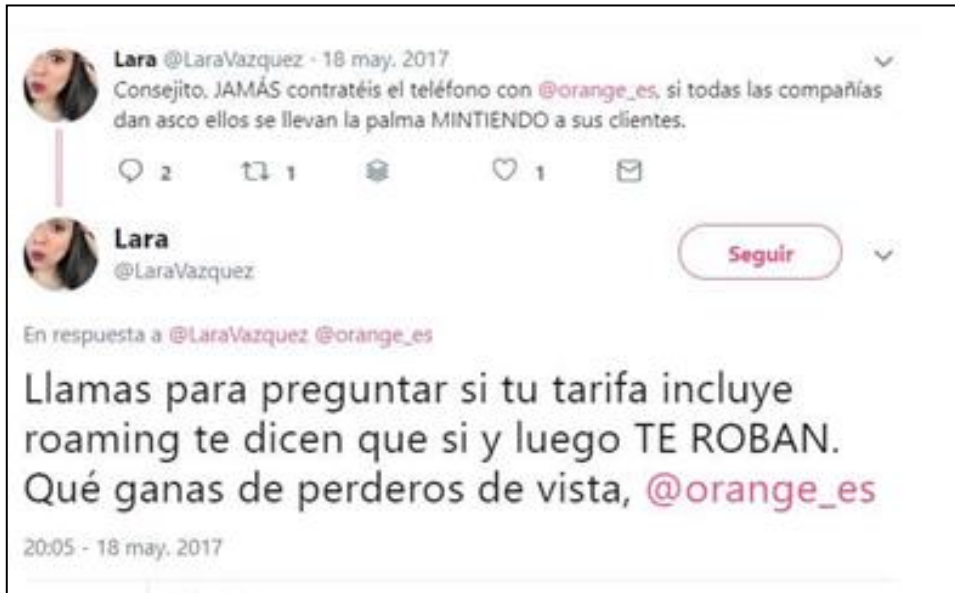 Lara @LaraVazquez · 18 may. 2017
Consejito. JAMÁS contratéis el teléfono con @orange_es, si todas las compañías
dan asco ellos se llevan la palma MINTIENDO a sus clientes.
2 1 1
Lara
@LaraVazquez
Seguir
En respuesta a @LaraVazquez @orange_es
Llamas para preguntar si tu tarifa incluye
roaming te dicen que si y luego TE ROBAN.
Qué ganas de perderos de vista, @orange_es
20:05 - 18 may. 2017